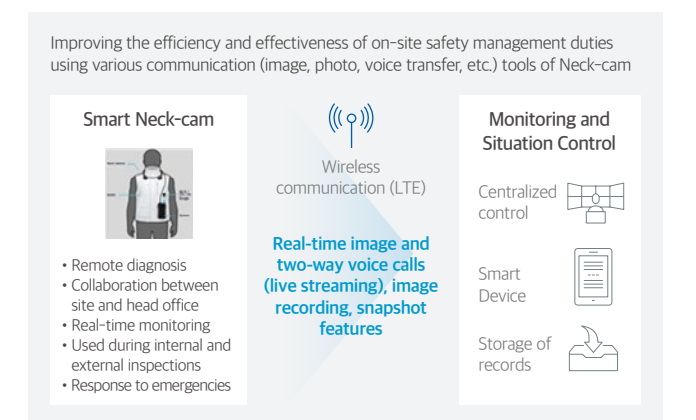 Improving the efficiency and effectiveness of on-site safety management duties
using various communication (image, photo, voice transfer, etc.) tools of Neck-cam
Smart Neck-cam
• Remote diagnosis
• Collaboration between
site and head office
• Real-time monitoring
• Used during internal and
external inspections
• Response to emergencies
Wireless
communication (LTE)
Real-time image and
two-way voice calls
(live streaming), image
recording, snapshot
features
Monitoring and
Situation Control
Centralized
control
Smart
Device
Storage of
records